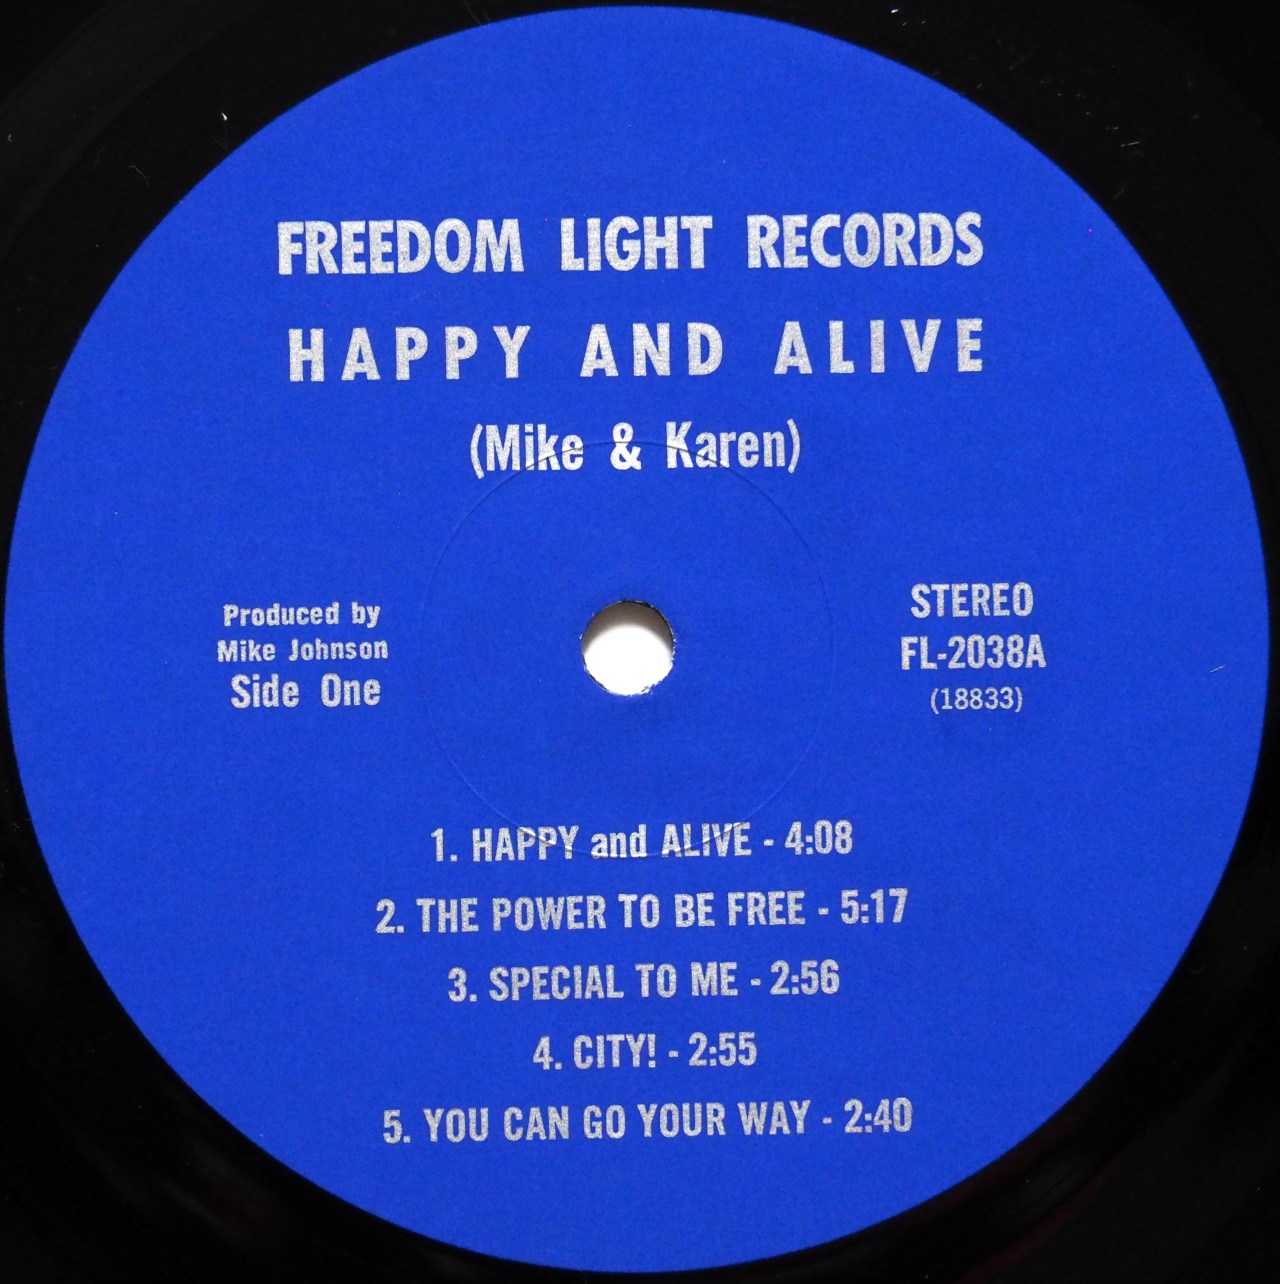 FREEDOM LIGHT RECORDS
HAPPY AND ALIVE
(Mike & Karen)
Produced by
Mike Johnson
Side One
STEREO
FL-2038A
(18833)
1. HAPPY and ALIVE - 4:08
2. THE POWER TO BE FREE - 5:17
3. SPECIAL TO ME - 2:56
4. CITY! - 2:55
5. YOU CAN GO YOUR WAY - 2:40